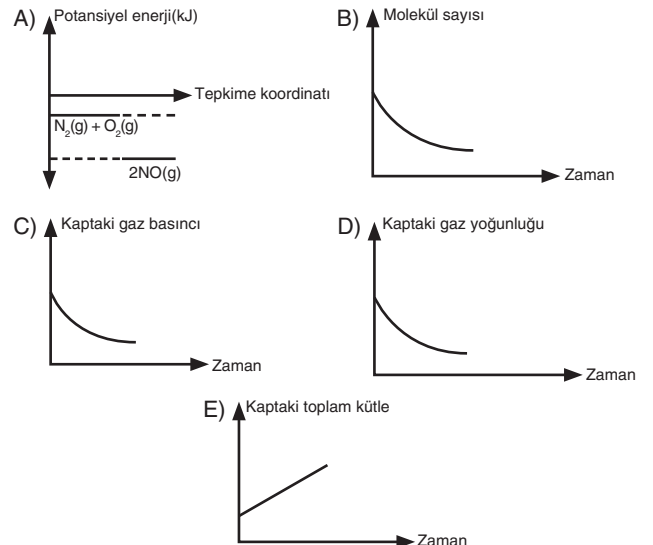 A) Potansiyel enerji(kJ)
Tepkime koordinatı
N₂(g) + O₂(g)
2NO(g)
B) Molekül sayısı
Zaman
C) Kaptaki gaz basıncı
Zaman
D) Kaptaki gaz yoğunluğu
Zaman
E) Kaptaki toplam kütle
Zaman